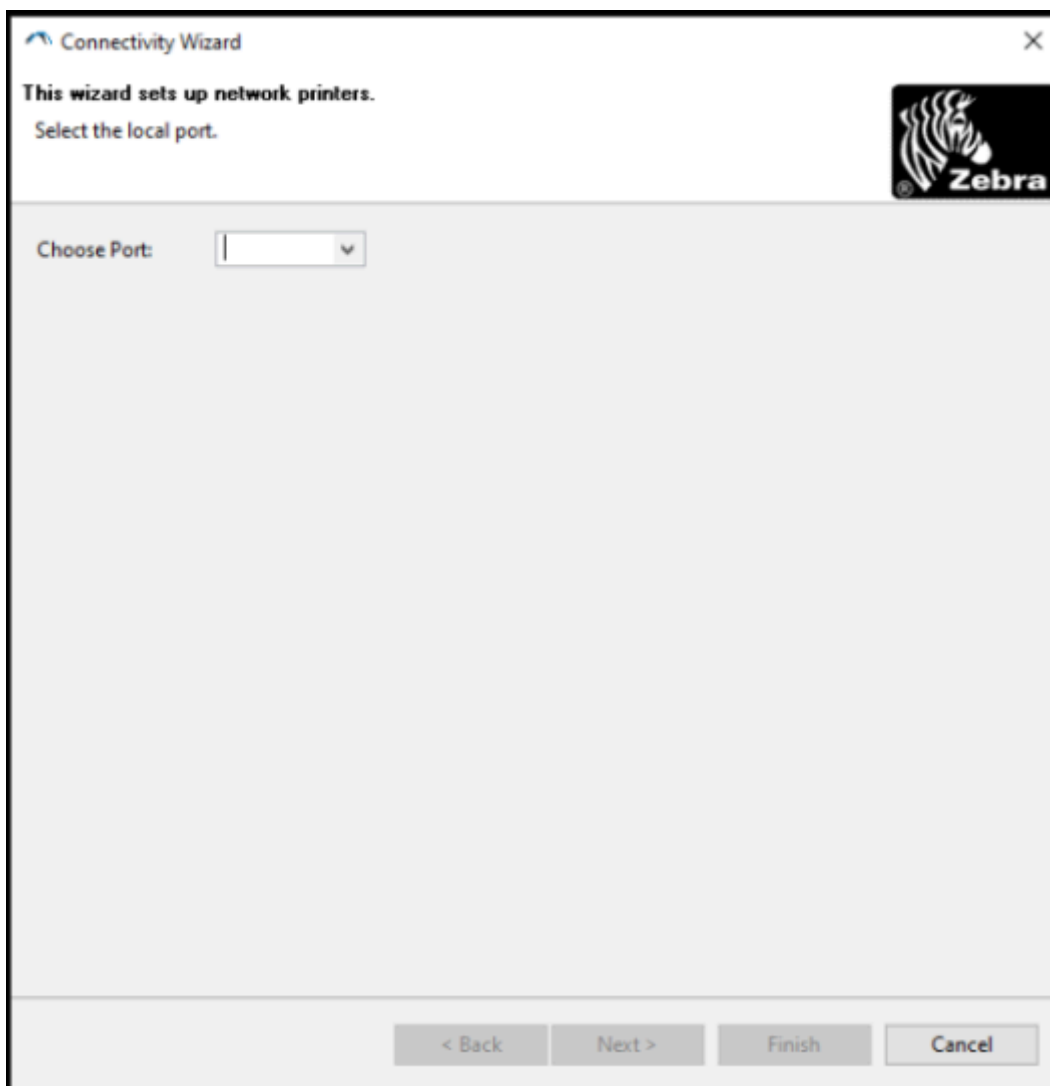 Connectivity Wizard
This wizard sets up network printers.
Select the local port.
® Zebra
Choose Port:
< Back Next > Finish Cancel